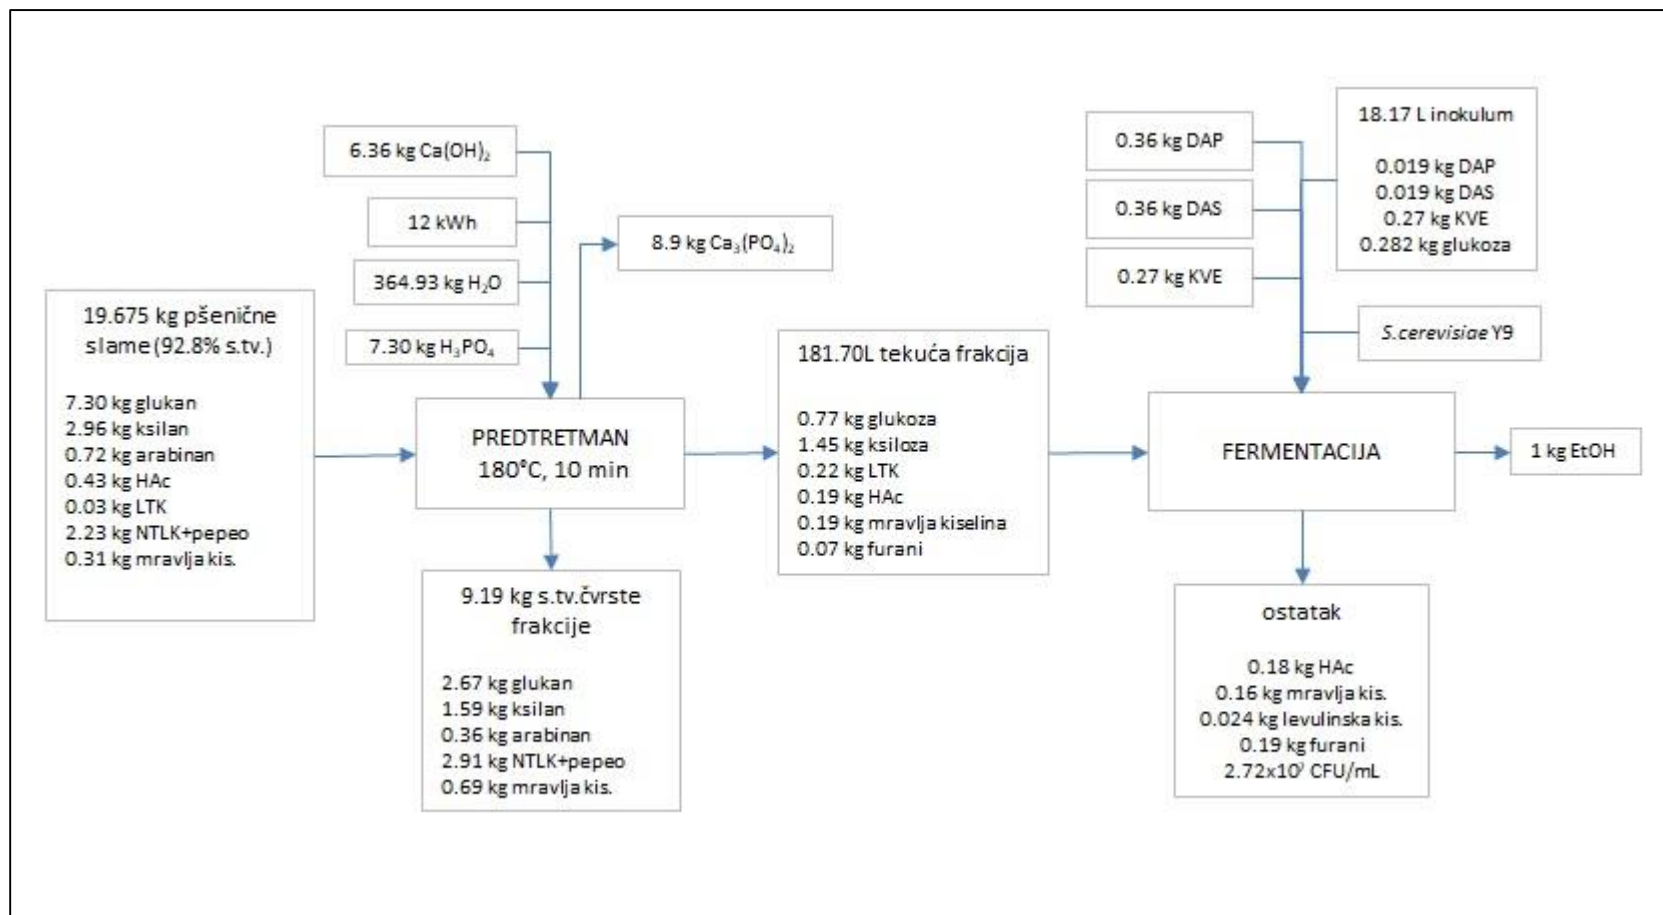 6.36 kg Ca(OH)₂
12 kWh
364.93 kg H₂O
7.30 kg H₃PO₄
8.9 kg Ca₃(PO₄)₂
19.675 kg pšenične
slame (92.8% s.tv.)
7.30 kg glukan
2.96 kg ksilan
0.72 kg arabinan
0.43 kg HAc
0.03 kg LTK
2.23 kg NTLK+pepeo
0.31 kg mravlja kis.
PREDTRETMAN
180°C, 10 min
9.19 kg s.tv.čvrste
frakcije
2.67 kg glukan
1.59 kg ksilan
0.36 kg arabinan
2.91 kg NTLK+pepeo
0.69 kg mravlja kis.
181.70L tekuća frakcija
0.77 kg glukoza
1.45 kg ksiloza
0.22 kg LTK
0.19 kg HAc
0.19 kg mravlja kiselina
0.07 kg furani
0.36 kg DAP
0.36 kg DAS
0.27 kg KVE
18.17 L inokulum
0.019 kg DAP
0.019 kg DAS
0.27 kg KVE
0.282 kg glukoza
S.cerevisiae Y9
FERMENTACIJA
1 kg EtOH
ostatak
0.18 kg HAc
0.16 kg mravlja kis.
0.024 kg levulinska kis.
0.19 kg furani
CFU/mL